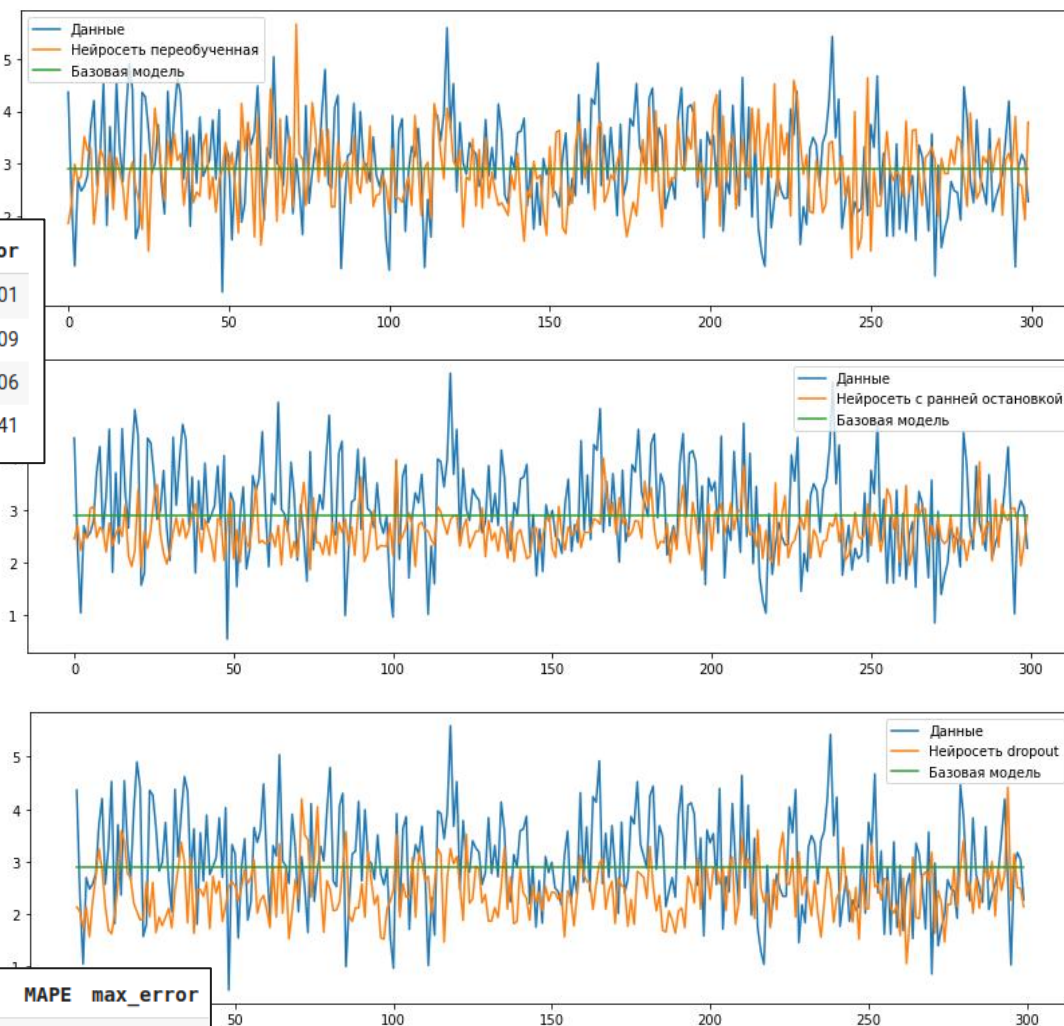 Данные
Нейросеть переобученная
Базовая модель
5
4
3
2
or
01
09
06
41
0 50 100 150 200 250 300
Данные
Нейросеть с ранней остановкой
Базовая модель
3
2
1
0 50 100 150 200 250 300
Данные
Нейросеть dropout
Базовая модель
5
4
3
2
1
MAPE max_error
50 100 150 200 250 300